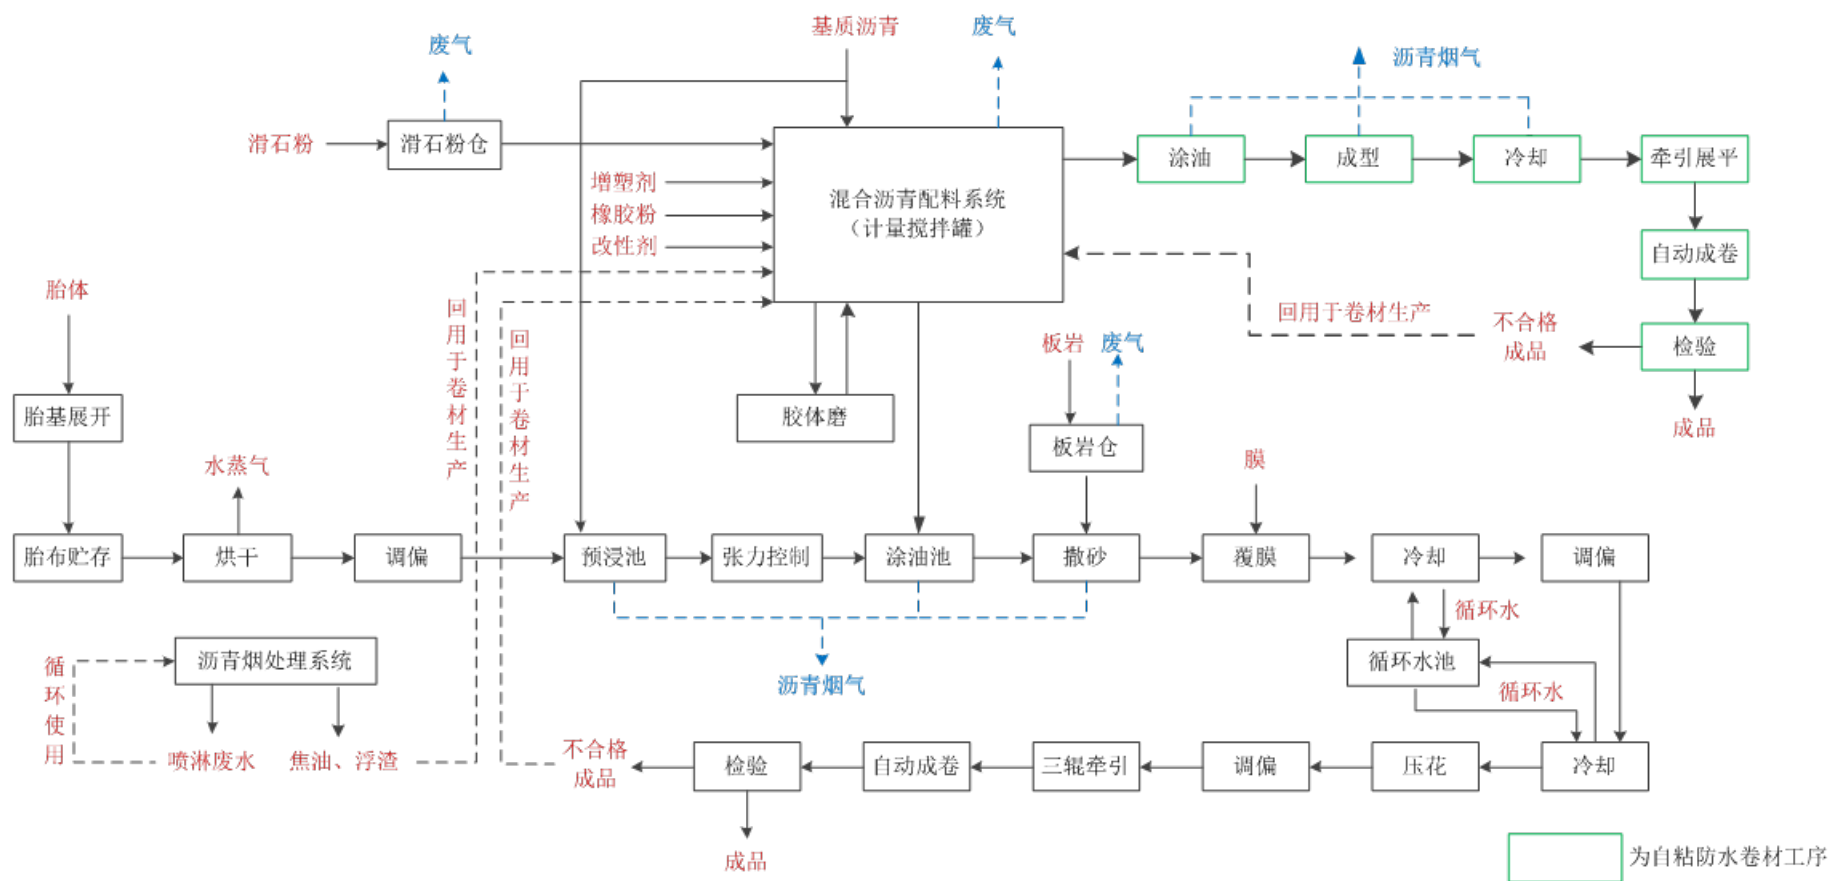 基质沥青
废气
废气
沥青烟气
滑石粉
滑石粉仓
涂油
成型
冷却
牵引展平
增塑剂
橡胶粉
改性剂
混合沥青配料系统
（计量搅拌罐）
自动成卷
胎体
回用于卷材生产
回用于卷材生产
回用于卷材生产
不合格
成品
检验
板岩
废气
胎基展开
胶体磨
板岩仓
成品
水蒸气
膜
胎布贮存
烘干
调偏
预浸池
张力控制
涂油池
撒砂
覆膜
冷却
调偏
循环水
沥青烟处理系统
循环使用
沥青烟气
循环水池
循环水
喷淋废水
焦油、浮渣
不合格
成品
检验
自动成卷
三辊牵引
调偏
压花
冷却
成品
为自粘防水卷材工序